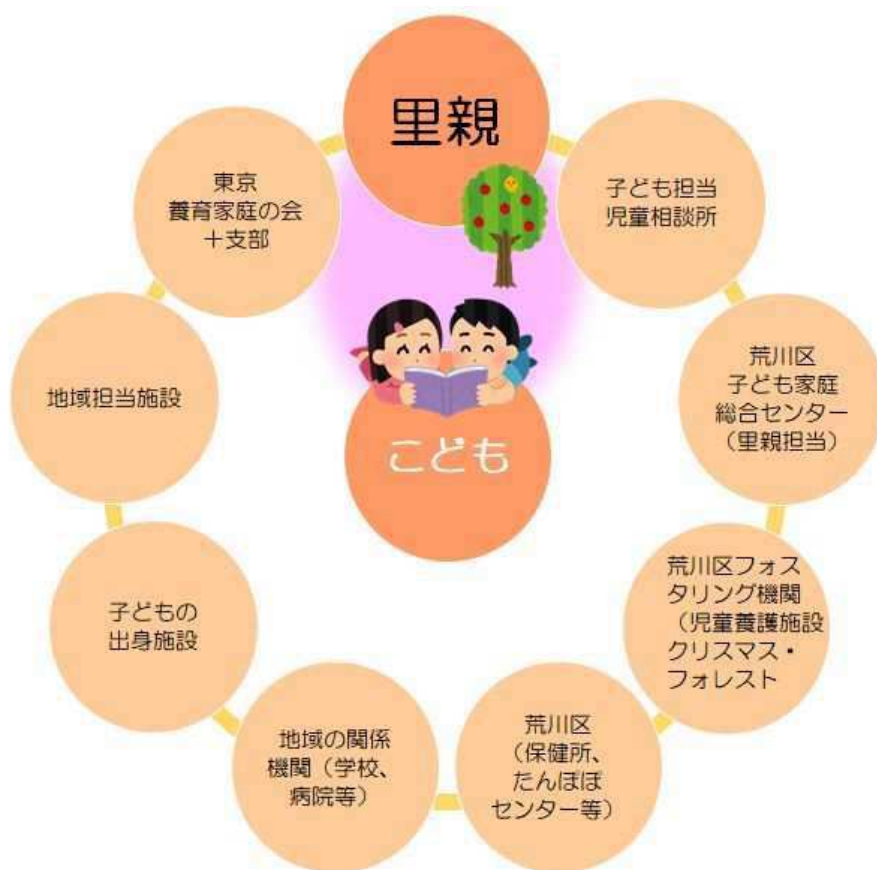 里親
子ども担当
児童相談所
荒川区
子ども家庭
総合センター
（里親担当）
荒川区フォス
タリング機関
（児童養護施設
クリスマス・
フォレスト
荒川区
（保健所、
たんぽぽ
センター等）
地域の関係
機関（学校、
病院等）
子どもの
出身施設
地域担当施設
東京
養育家庭の会
＋支部
こども